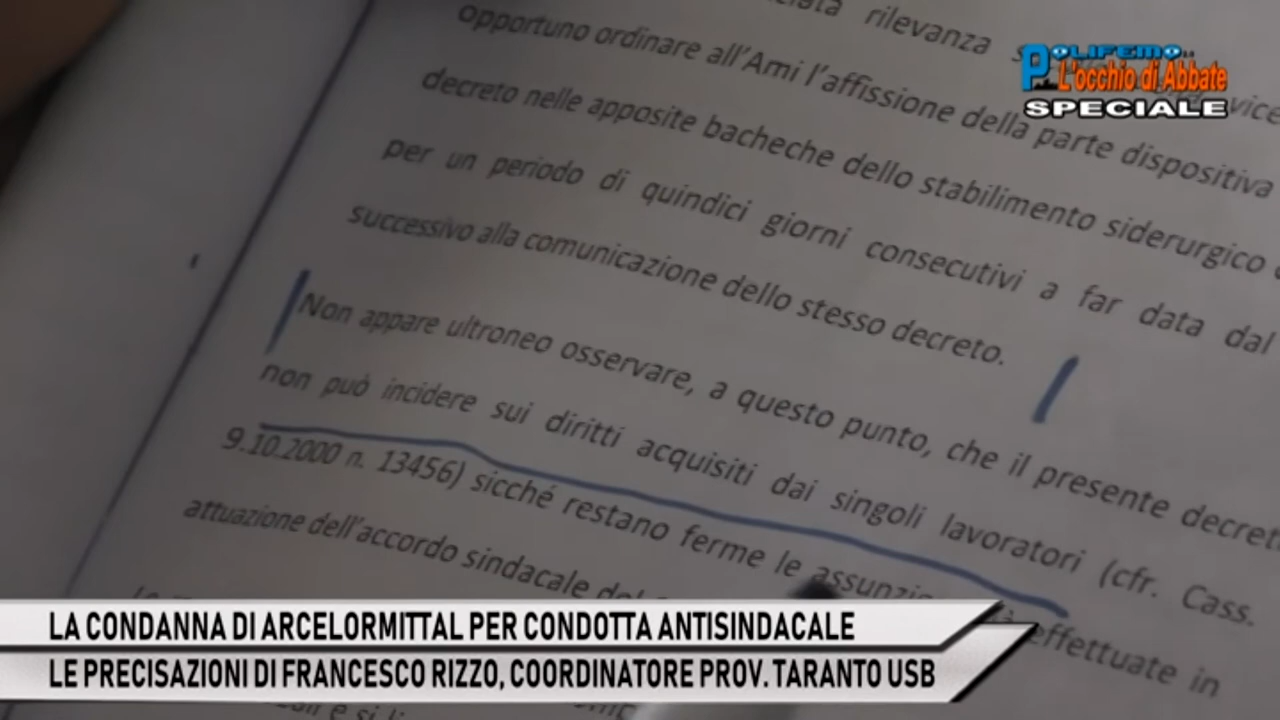 rilevanza
opportuno ordinare all'Ami l'affissione della parte dispositiva
decreto nelle apposite bacheche dello stabilimento siderurgico
per un periodo di quindici giorni consecutivi a far data dal
successivo alla comunicazione dello stesso decreto.
Non appare ultroneo osservare, a questo punto, che il presente
non può incidere sui diritti acquisiti dai singoli lavoratori (cfr. Cass.
9.10.2000 n. 13456) sicché restano ferme le effettuate in
attuazione dell'accordo sindacale
POLIFEMO..
L'occhio di Abbate
SPECIALE
LA CONDANNA DI ARCELORMITTAL PER CONDOTTA ANTISINDACALE
LE PRECISAZIONI DI FRANCESCO RIZZO, COORDINATORE PROV. TARANTO USB